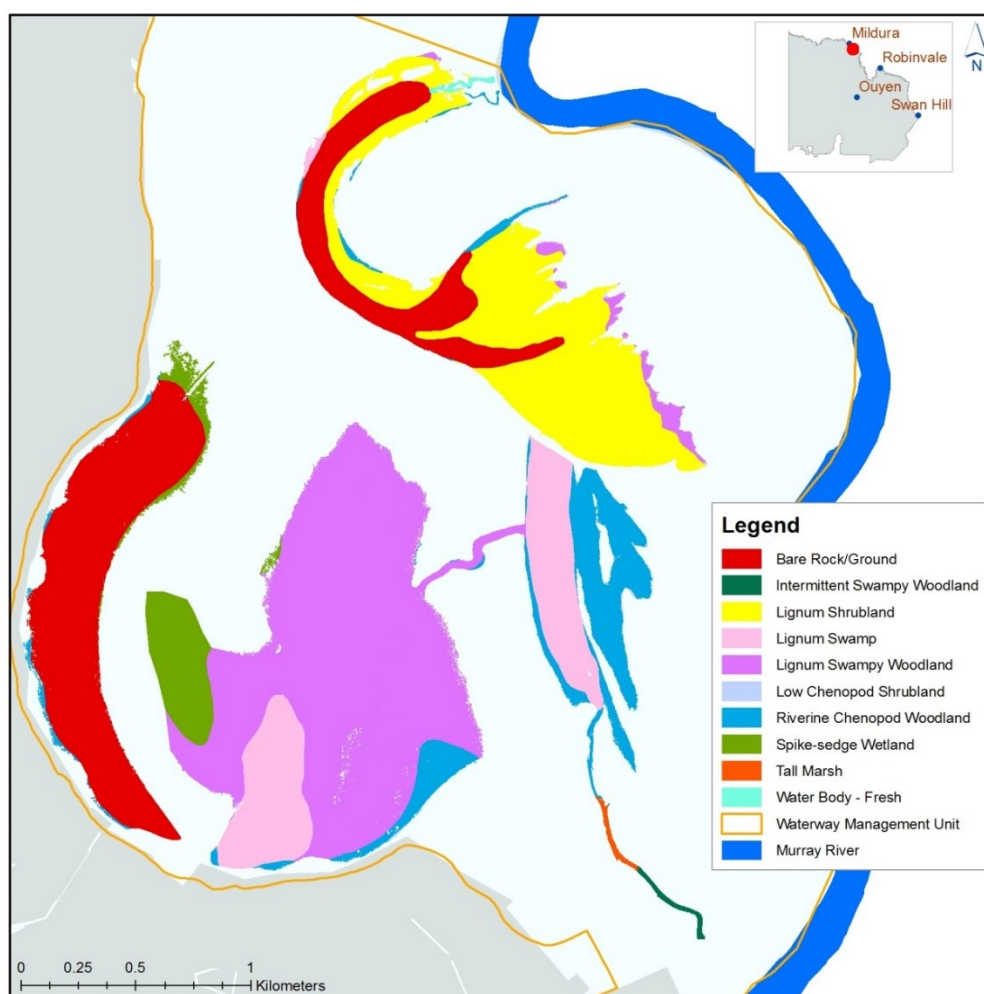 Mildura
Robinvale
Ouyen
Swan Hill
N
Legend
Bare Rock/Ground
Intermittent Swampy Woodland
Lignum Shrubland
Lignum Swamp
Lignum Swampy Woodland
Low Chenopod Shrubland
Riverine Chenopod Woodland
Spike-sedge Wetland
Tall Marsh
Water Body - Fresh
Waterway Management Unit
Murray River
0 0.25 0.5 1
Kilometers